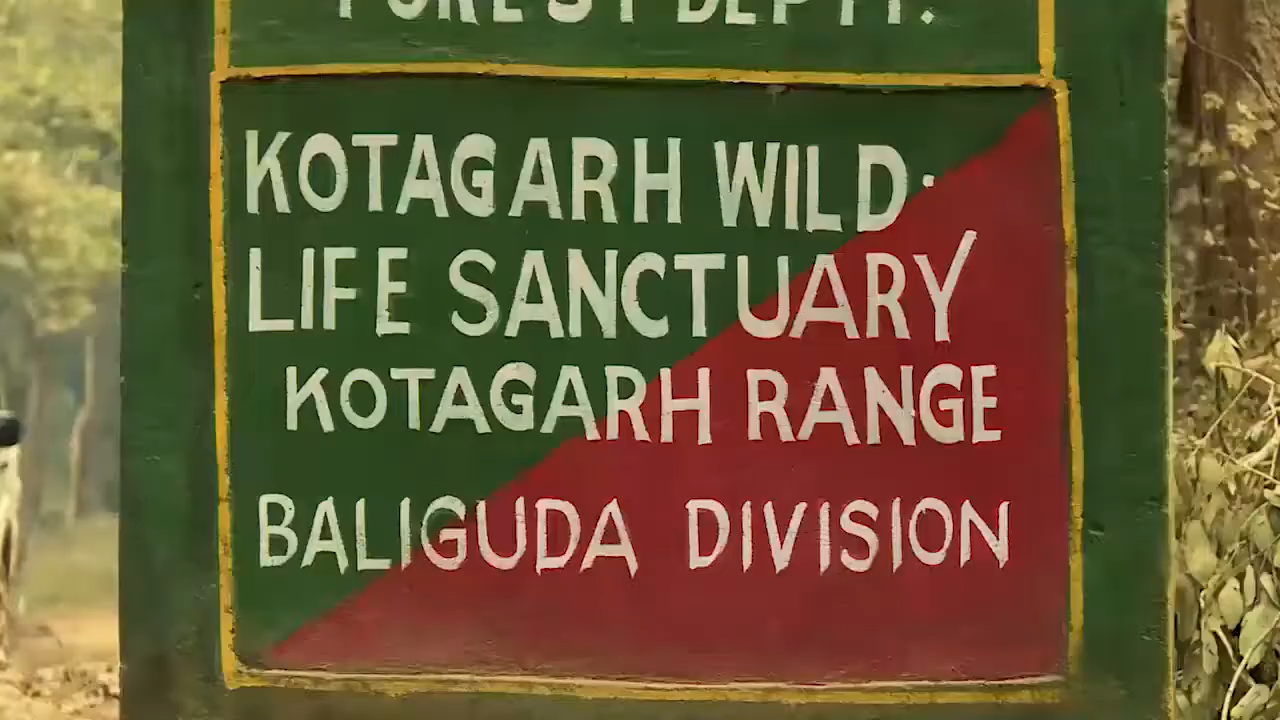 FOREST DEPTT.
KOTAGARH WILD.
LIFE SANCTUARY
KOTAGARH RANGE
BALIGUDA DIVISION